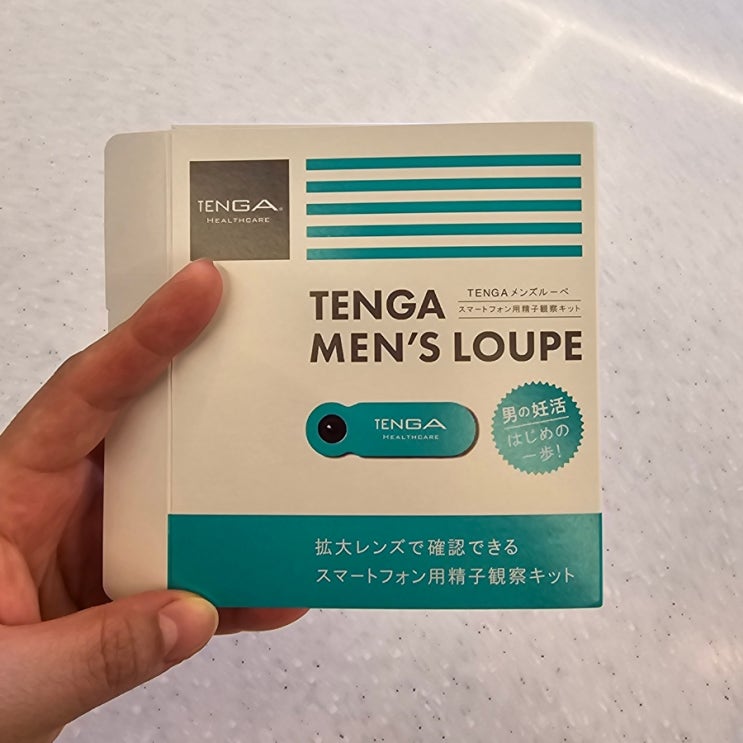 TENGA®
HEALTHCARE
TENGAメンズルーペ
スマートフォン用精子観察キット
TENGA
MEN'S LOUPE
TENGA
HEALTHCARE
男の妊活
はじめの
一歩!
拡大レンズで確認できる
スマートフォン用精子観察キット